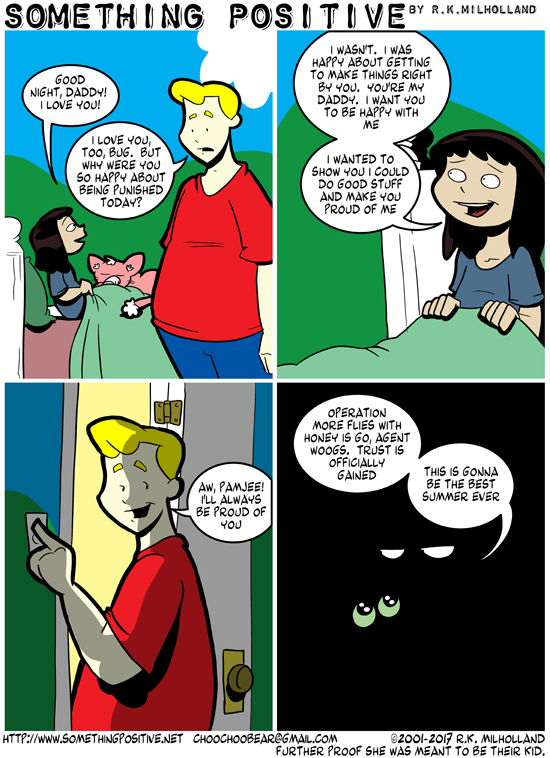 SOMETHING POSITIVE BY R.K.MILHOLLAND
GOOD
NIGHT, DADDY!
I LOVE YOU!
I LOVE YOU,
TOO, BUG. BUT
WHY WERE YOU
SO HAPPY ABOUT
BEING PUNISHED
TODAY?
I WASN'T. I WAS
HAPPY ABOUT GETTING
TO MAKE THINGS RIGHT
BY YOU. YOU'RE MY
DADDY. I WANT YOU
TO BE HAPPY WITH
ME
I WANTED TO
SHOW YOU I COULD
DO GOOD STUFF
AND MAKE YOU
PROUD OF ME
AW, PAMJEE!
I'LL ALWAYS
BE PROUD OF
YOU
OPERATION
MORE FLIES WITH
HONEY IS GO, AGENT
WOOGS. TRUST IS
OFFICIALLY
GAINED
THIS IS GONNA
BE THE BEST
SUMMER EVER
HTTP://WWW.SOMETHINGPOSITIVE.NET CHOOCHOOBEAR@GMAIL.COM ©2001-2017 R.K. MILHOLLAND
FURTHER PROOF SHE WAS MEANT TO BE THEIR KID.